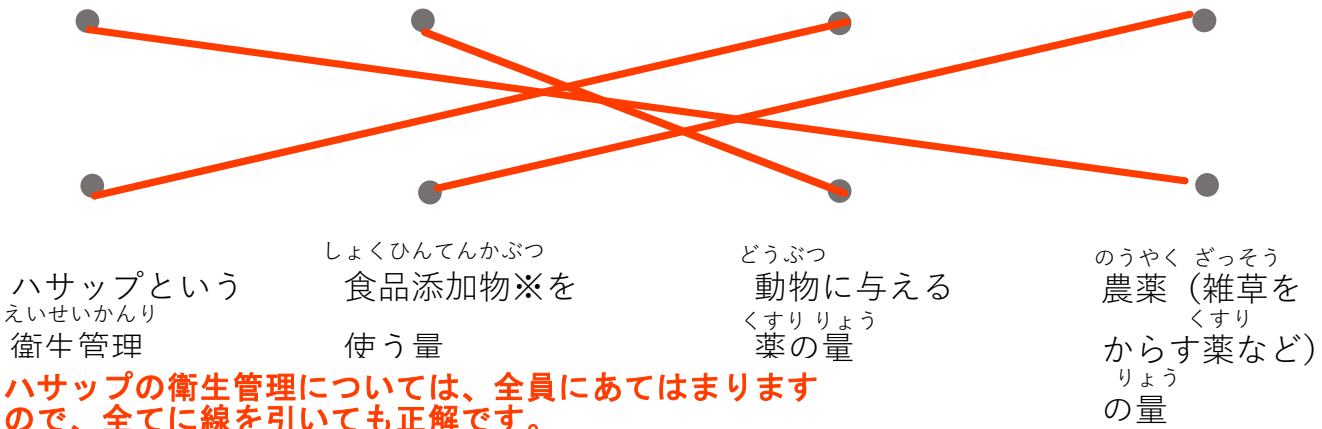 しょくひんてんかぶつ
どうぶつ
のうやく ざっそう
ハサップという
食品添加物※を
動物に与える
農薬(雑草を
えいせいかんり
くすり りょう
くすり
衛生管理
使う量
薬の量
からす薬など)
りょう
の量
ハサップの衛生管理については、全員にあてはまります
ので、全てに線を引いても正解です。